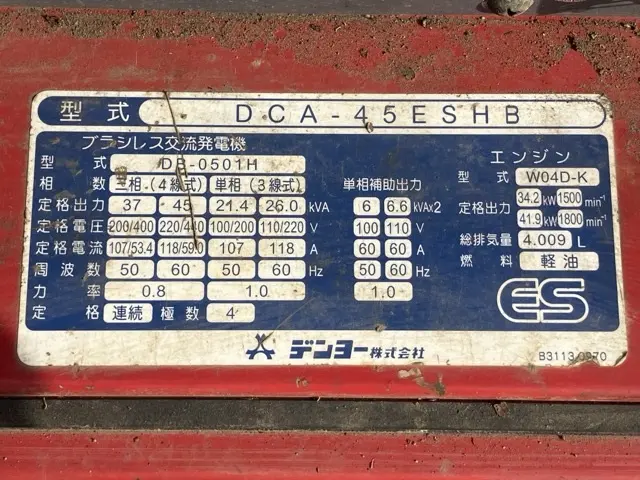 型式 DCA-45ESHB
ブラシレス交流発電機
型式 DB-0501H
相数 三相.(4線式) 単相(3線式) 単相補助出力
定格出力 37 45 21.4 26.0 kVA 6 6.6 kVAx2
定格電圧 200/400 220/440 100/200 110/220 V 100 110 V
定格電流 107/53.4 118/59.0 107 118 A 60 60 A
周波数 50 60 50 60 Hz 50 60 Hz
力率 0.8 1.0 1.0
定格 連続 極数 4
エンジン
型式 W04D-K
定格出力 34.2 kW 1500 min⁻¹
41.9 kW 1800 min⁻¹
総排気量 4.009 L
燃料 軽油
ES
デンヨー株式会社